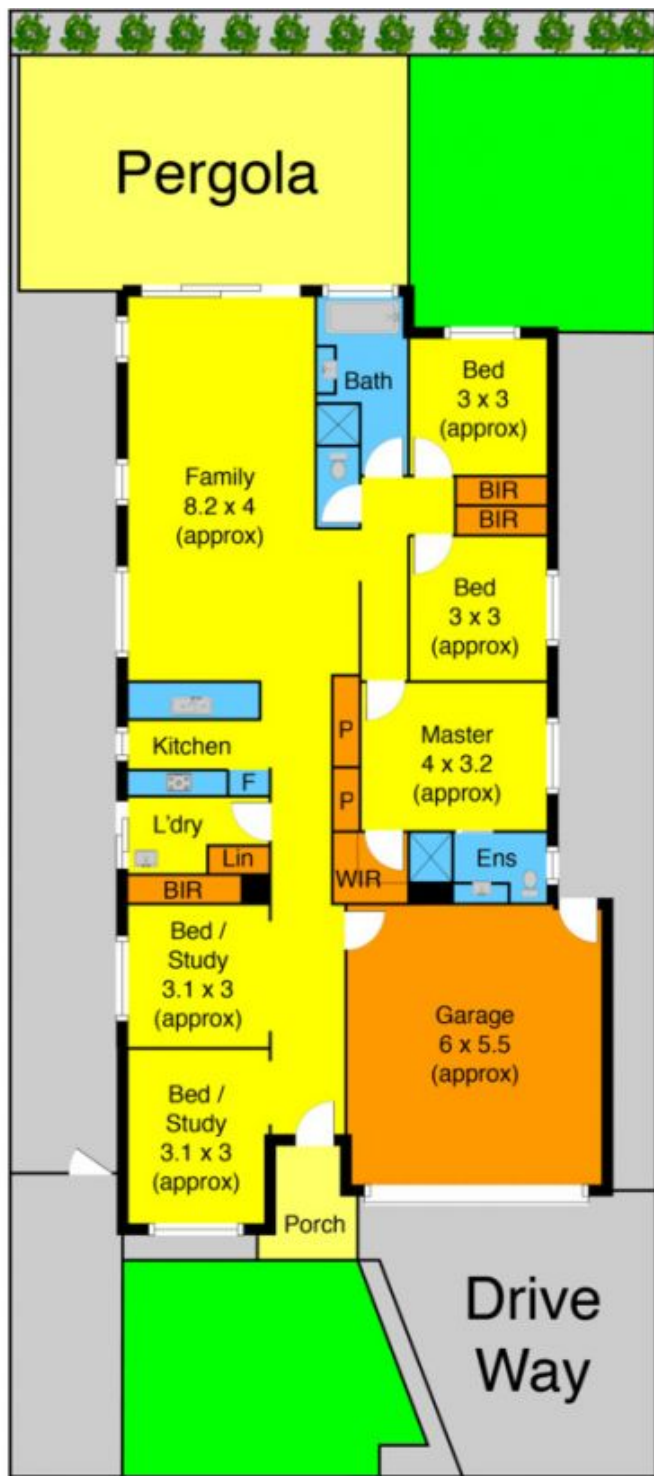 Pergola
Bath
Bed
3 x 3
(approx)
Family
8.2 x 4
(approx)
BIR
BIR
Bed
3 x 3
(approx)
P
Master
4 x 3.2
(approx)
Kitchen
F
P
L'dry
Lin
WIR
Ens
BIR
Bed /
Study
3.1 x 3
(approx)
Garage
6 x 5.5
(approx)
Bed /
Study
3.1 x 3
(approx)
Porch
Drive
Way